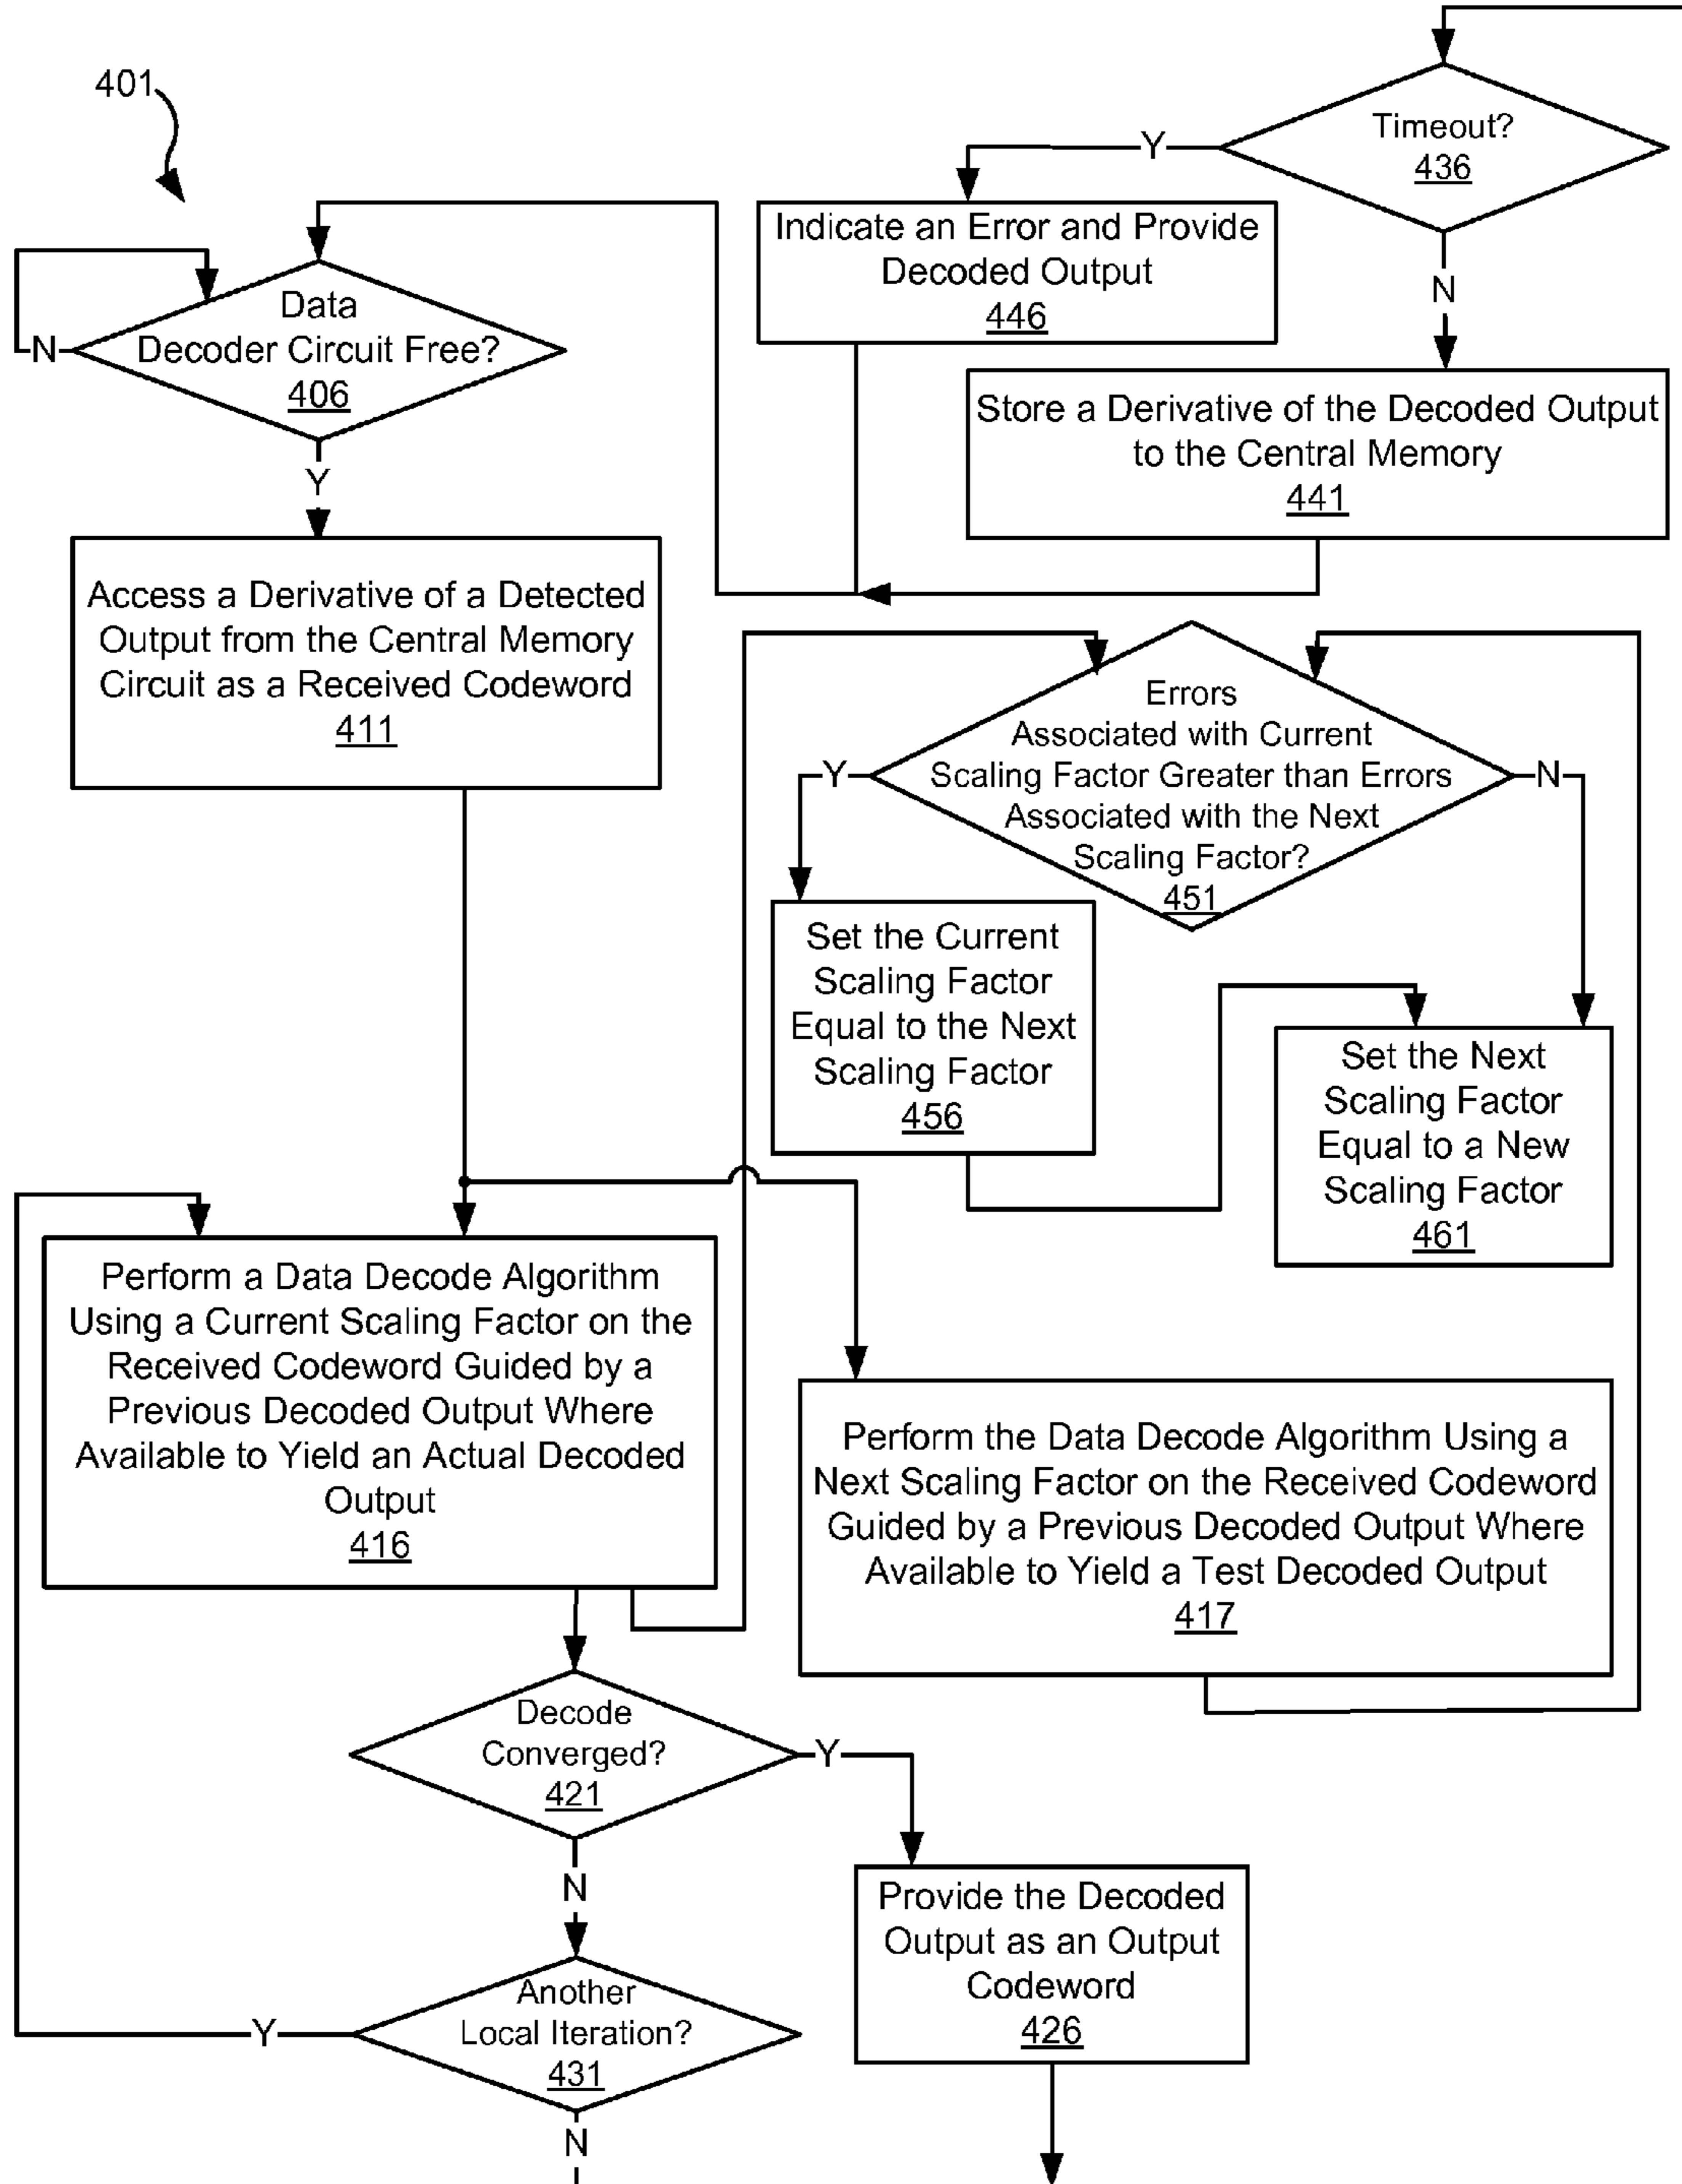 401
Timeout?
436
Y
N
Indicate an Error and Provide
Decoded Output
446
Data
Decoder Circuit Free?
406
N
Y
Store a Derivative of the Decoded Output
to the Central Memory
441
Access a Derivative of a Detected
Output from the Central Memory
Circuit as a Received Codeword
411
Errors
Associated with Current
Scaling Factor Greater than Errors
Associated with the Next
Scaling Factor?
451
Y
N
Set the Current
Scaling Factor
Equal to the Next
Scaling Factor
456
Set the Next
Scaling Factor
Equal to a New
Scaling Factor
461
Perform a Data Decode Algorithm
Using a Current Scaling Factor on the
Received Codeword Guided by a
Previous Decoded Output Where
Available to Yield an Actual Decoded
Output
416
Perform the Data Decode Algorithm Using a
Next Scaling Factor on the Received Codeword
Guided by a Previous Decoded Output Where
Available to Yield a Test Decoded Output
417
Decode
Converged?
421
Y
N
Provide the Decoded
Output as an Output
Codeword
426
Another
Local Iteration?
431
Y
N